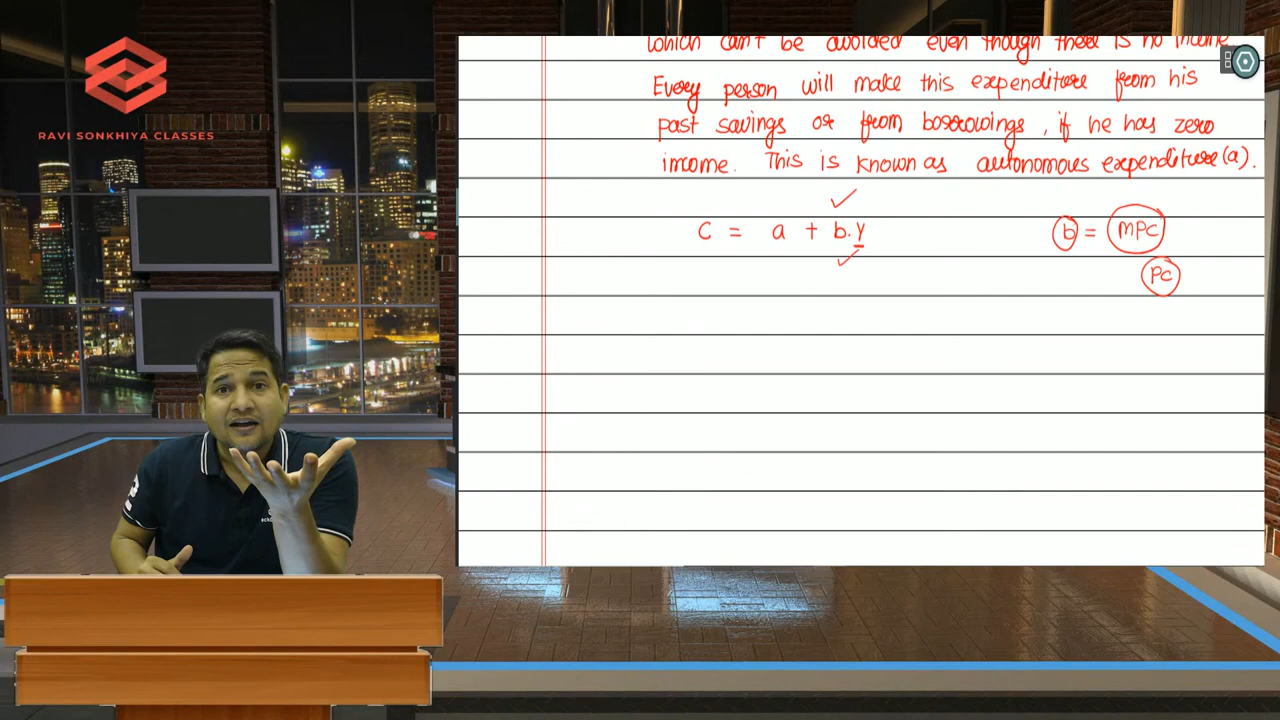 RAVI SONKHIYA CLASSES
which can't be avoided even though there is no income
Every person will make this expenditure from his
past savings or from borrowings, if he has zero
income. This is known as autonomous expenditure (a).
C = a + b.y
b = MPC
PC